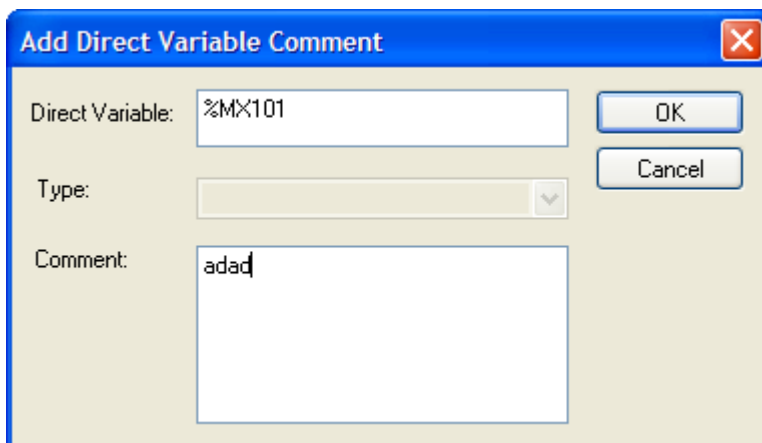 Add Direct Variable Comment
Direct Variable: %MX101 OK
Cancel
Type:
Comment: adad